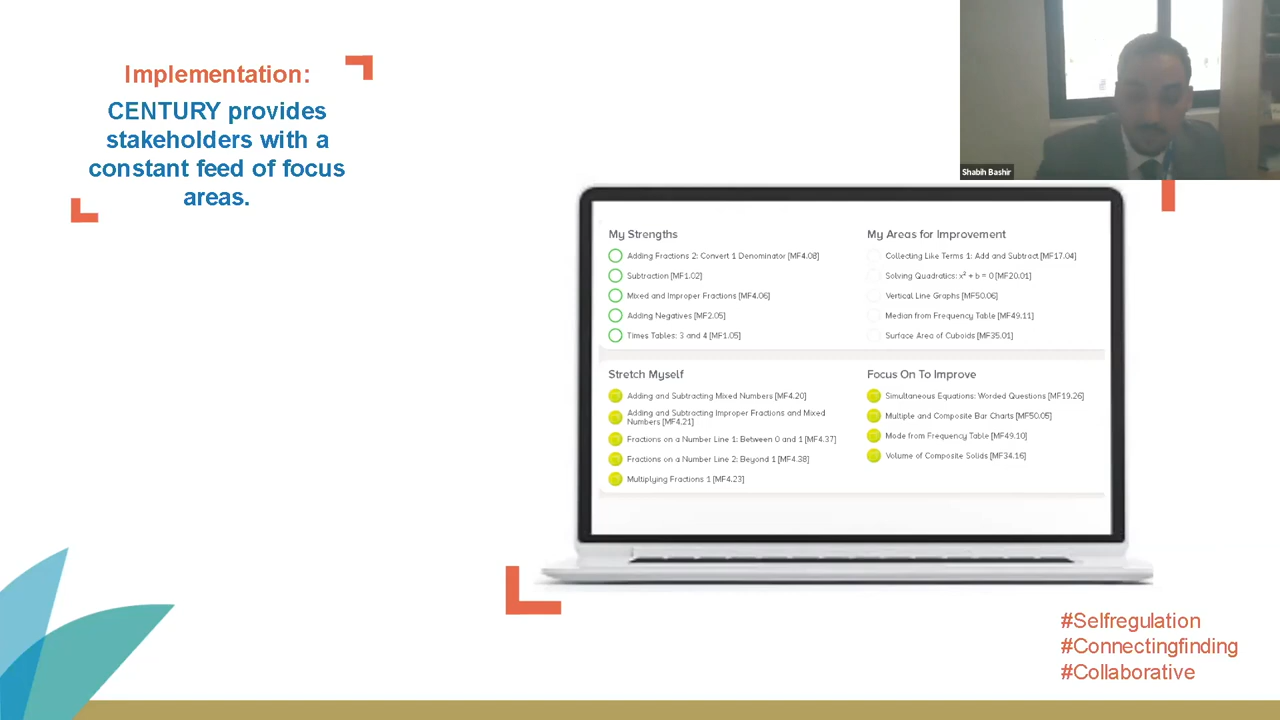 Implementation:
CENTURY provides
stakeholders with a
constant feed of focus
areas.
Shabih Bashir
My Strengths
Adding Fractions 2: Convert 1 Denominator [MF4.08]
Subtraction [MF1.02]
Mixed and Improper Fractions [MF4.06]
Adding Negatives [MF2.05]
Times Tables: 3 and 4 [MF1.05]
My Areas for Improvement
Collecting Like Terms 1: Add and Subtract [MF17.04]
Solving Quadratics: x² + b = 0 [MF20.01]
Vertical Line Graphs [MF50.06]
Median from Frequency Table [MF49.11]
Surface Area of Cuboids [MF35.01]
Stretch Myself
Adding and Subtracting Mixed Numbers [MF4.20]
Adding and Subtracting Improper Fractions and Mixed
Numbers [MF4.21]
Fractions on a Number Line 1: Between 0 and 1 [MF4.37]
Fractions on a Number Line 2: Beyond 1 [MF4.38]
Multiplying Fractions 1 [MF4.23]
Focus On To Improve
Simultaneous Equations: Worded Questions [MF19.26]
Multiple and Composite Bar Charts [MF50.05]
Mode from Frequency Table [MF49.10]
Volume of Composite Solids [MF34.16]
#Selfregulation
#Connectingfinding
#Collaborative